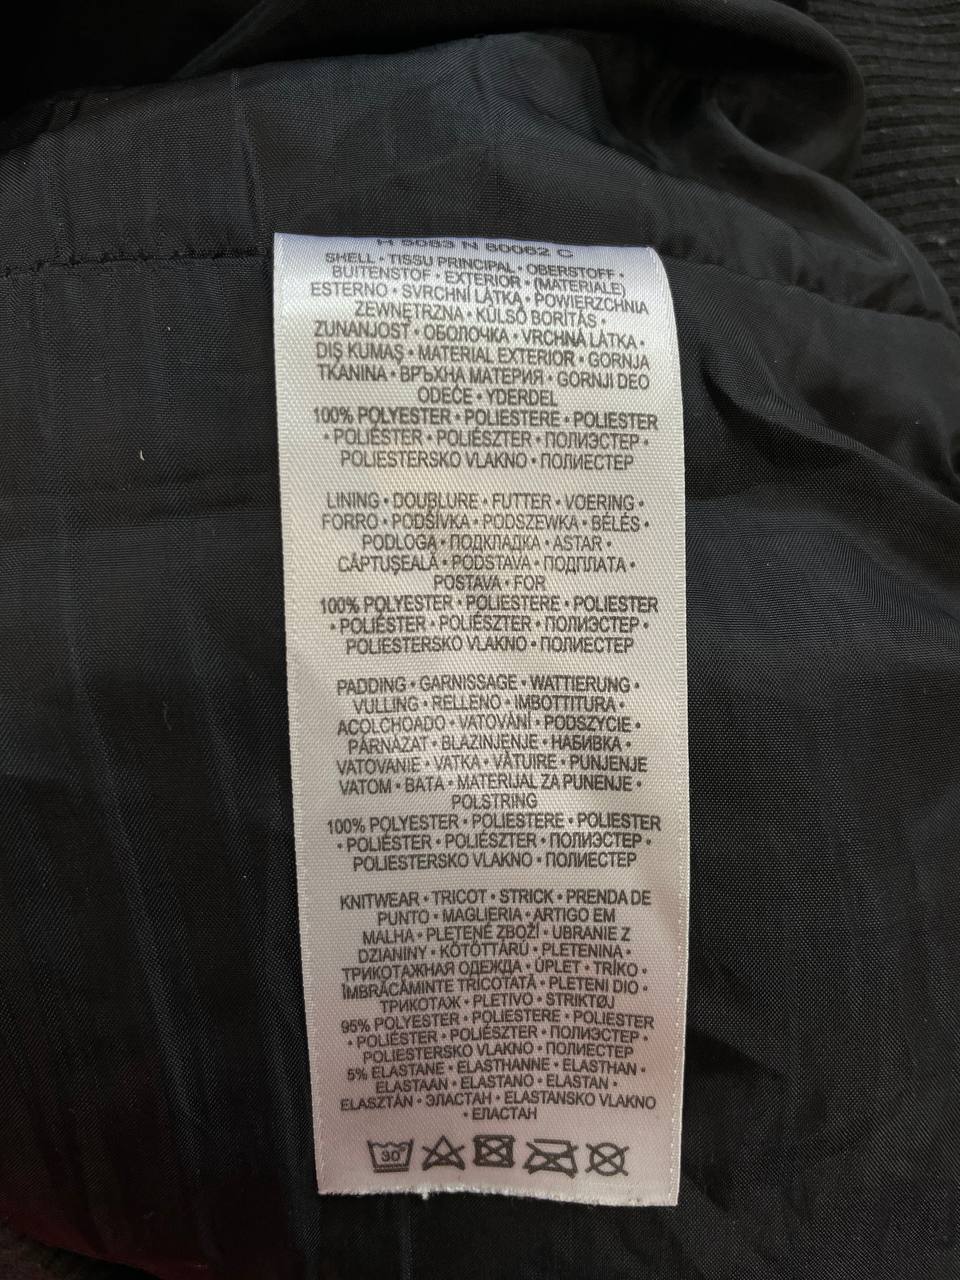 H 5083 N 80062 C
SHELL • TISSU PRINCIPAL • OBERSTOFF •
BUITENSTOF • EXTERIOR • (MATERIALE)
ESTERNO • SVRCHNÍ LÁTKA • POWIERZCHNIA
ZEWNĘTRZNA • KÜLSŐ BORÍTÁS •
ZUNANJOST • ОБОЛОЧКА • VRCHNÁ LÁTKA •
DIŞ KUMAŞ • MATERIAL EXTERIOR • GORNJA
TKANINA • ВРЪХНА МАТЕРИЯ • GORNJI DEO
ODEĆE • YDERDEL
100% POLYESTER • POLIESTERE • POLIESTER
• POLIÉSTER • POLIÉSZTER • ПОЛИЭСТЕР •
POLIESTERSKO VLAKNO • ПОЛИЕСТЕР
LINING • DOUBLURE • FUTTER • VOERING •
FORRO • PODŠÍVKA • PODSZEWKA • BÉLÉS •
PODLOGA • ПОДКЛАДКА • ASTAR •
CĂPTUŞEALĂ • PODSTAVA • ПОДПЛАТА •
POSTAVA • FOR
100% POLYESTER • POLIESTERE • POLIESTER
• POLIÉSTER • POLIÉSZTER • ПОЛИЭСТЕР •
POLIESTERSKO VLAKNO • ПОЛИЕСТЕР
PADDING • GARNISSAGE • WATTIERUNG •
VULLING • RELLENO • IMBOTTITURA •
ACOLCHOADO • VATOVÁNÍ • PODSZYCIE •
PÁRNÁZAT • BLAZINJENJE • НАБИВКА •
VATOVANIE • VATKA • VĂTUIRE • PUNJENJE
VATOM • ВАТА • MATERIJAL ZA PUNENJE •
POLSTRING
100% POLYESTER • POLIESTERE • POLIESTER
• POLIÉSTER • POLIÉSZTER • ПОЛИЭСТЕР •
POLIESTERSKO VLAKNO • ПОЛИЕСТЕР
KNITWEAR • TRICOT • STRICK • PRENDA DE
PUNTO • MAGLIERIA • ARTIGO EM
MALHA • PLETENÉ ZBOŽÍ • UBRANIE Z
DZIANINY • KÖTÖTTÁRU • PLETENINA •
ТРИКОТАЖНАЯ ОДЕЖДА • ÚPLET • TRİKO •
ÎMBRĂCĂMINTE TRICOTATĂ • PLETENI DIO •
ТРИКОТАЖ • PLETIVO • STRIKTØJ
95% POLYESTER • POLIESTERE • POLIESTER
• POLIÉSTER • POLIÉSZTER • ПОЛИЭСТЕР •
POLIESTERSKO VLAKNO • ПОЛИЕСТЕР
5% ELASTANE • ELASTHANNE • ELASTHAN •
ELASTAAN • ELASTANO • ELASTAN •
ELASZTÁN • ЭЛАСТАН • ELASTANSKO VLAKNO
• ЕЛАСТАН
30°